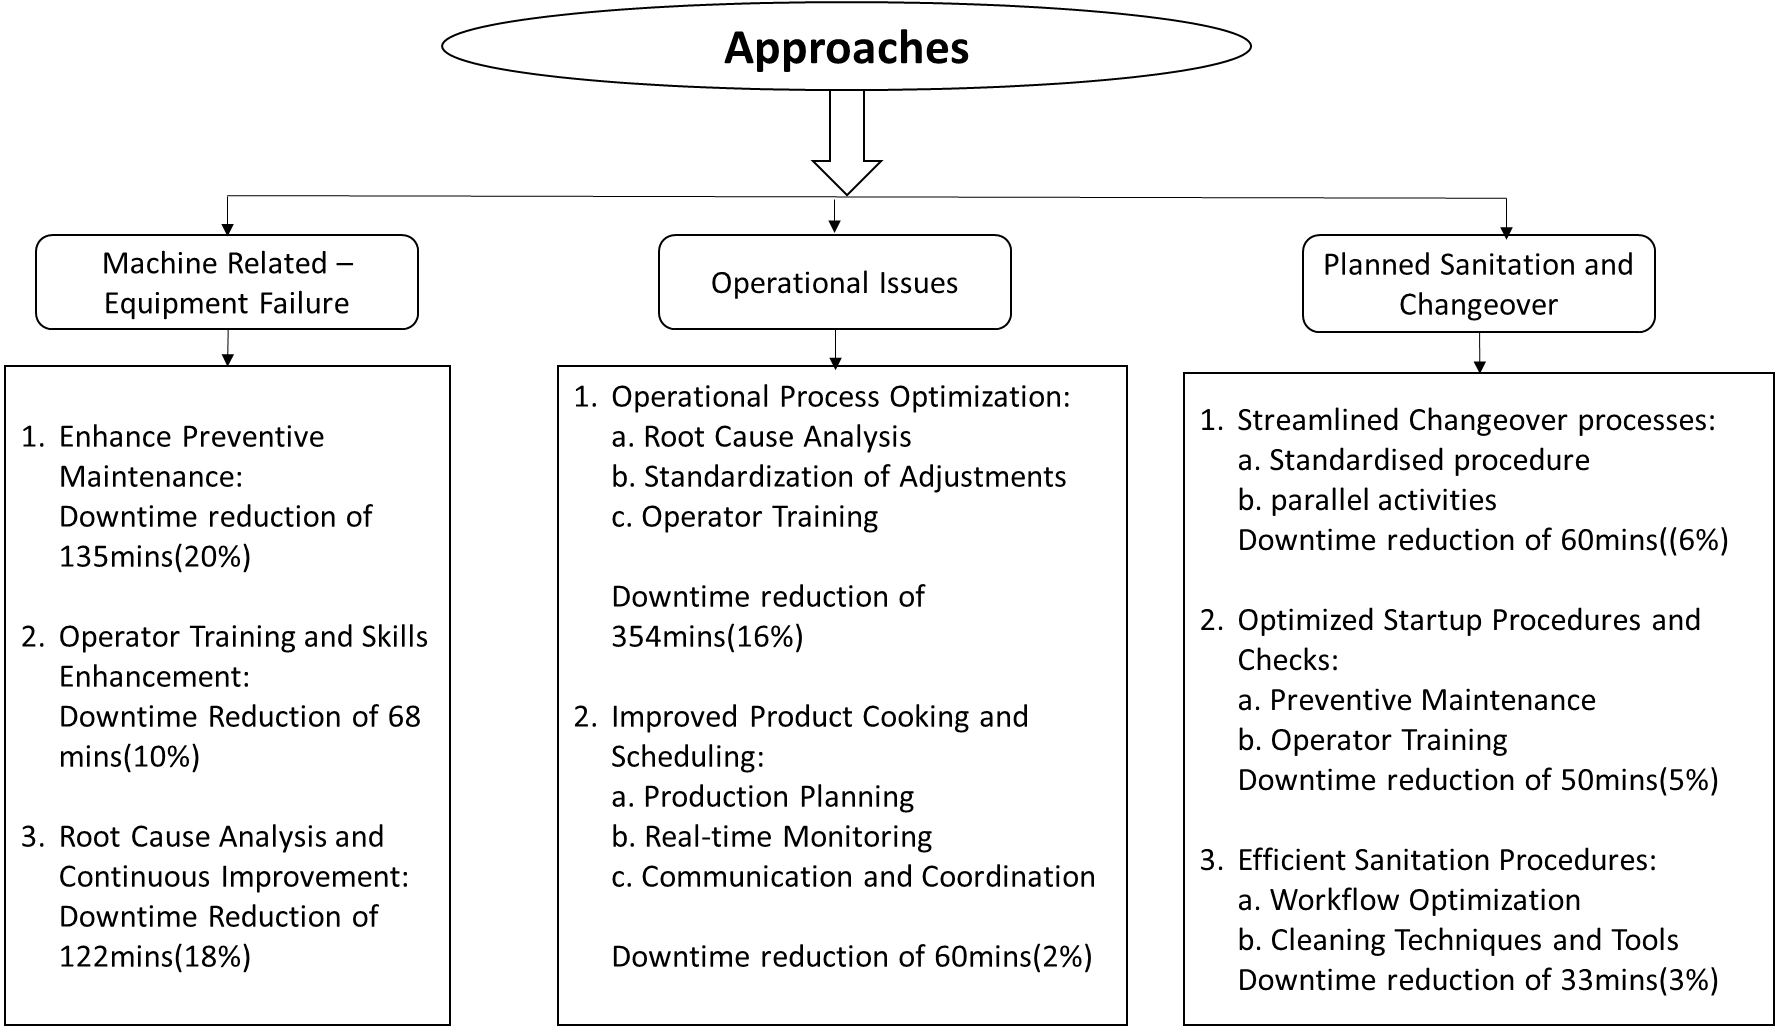 Approaches
Machine Related –
Equipment Failure
Operational Issues
Planned Sanitation and
Changeover
1. Enhance Preventive
Maintenance:
Downtime reduction of
135mins(20%)
2. Operator Training and Skills
Enhancement:
Downtime Reduction of 68
mins(10%)
3. Root Cause Analysis and
Continuous Improvement:
Downtime Reduction of
122mins(18%)
1. Operational Process Optimization:
a. Root Cause Analysis
b. Standardization of Adjustments
c. Operator Training
Downtime reduction of
354mins(16%)
2. Improved Product Cooking and
Scheduling:
a. Production Planning
b. Real-time Monitoring
c. Communication and Coordination
Downtime reduction of 60mins(2%)
1. Streamlined Changeover processes:
a. Standardised procedure
b. parallel activities
Downtime reduction of 60mins((6%)
2. Optimized Startup Procedures and
Checks:
a. Preventive Maintenance
b. Operator Training
Downtime reduction of 50mins(5%)
3. Efficient Sanitation Procedures:
a. Workflow Optimization
b. Cleaning Techniques and Tools
Downtime reduction of 33mins(3%)